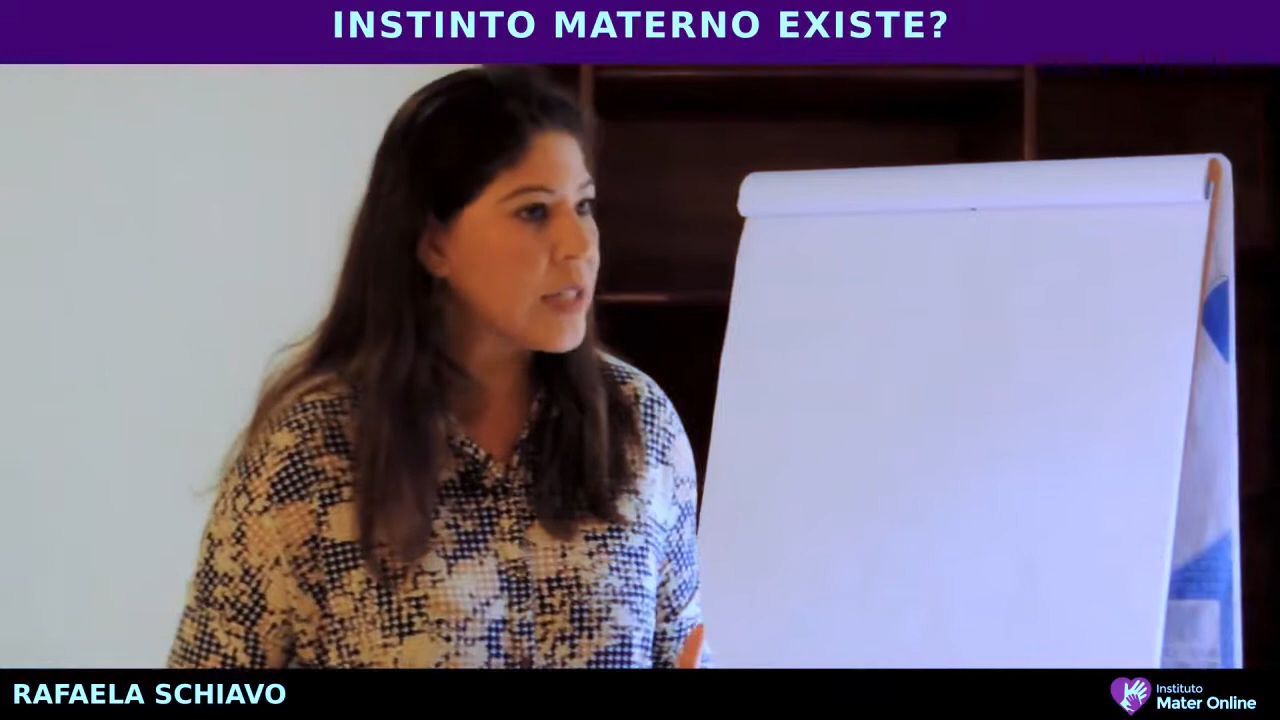 INSTINTO MATERNO EXISTE?
RAFAELA SCHIAVO
Instituto
Mater Online